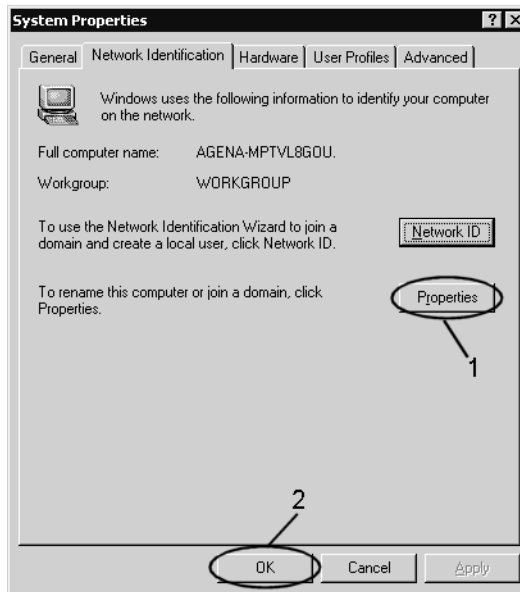 System Properties
General Network Identification Hardware User Profiles Advanced
Windows uses the following information to identify your computer
on the network.
Full computer name: AGENA-MPTVL8GOU.
Workgroup: WORKGROUP
To use the Network Identification Wizard to join a
domain and create a local user, click Network ID.
Network ID
To rename this computer or join a domain, click
Properties.
Properties
1
2
OK Cancel Apply